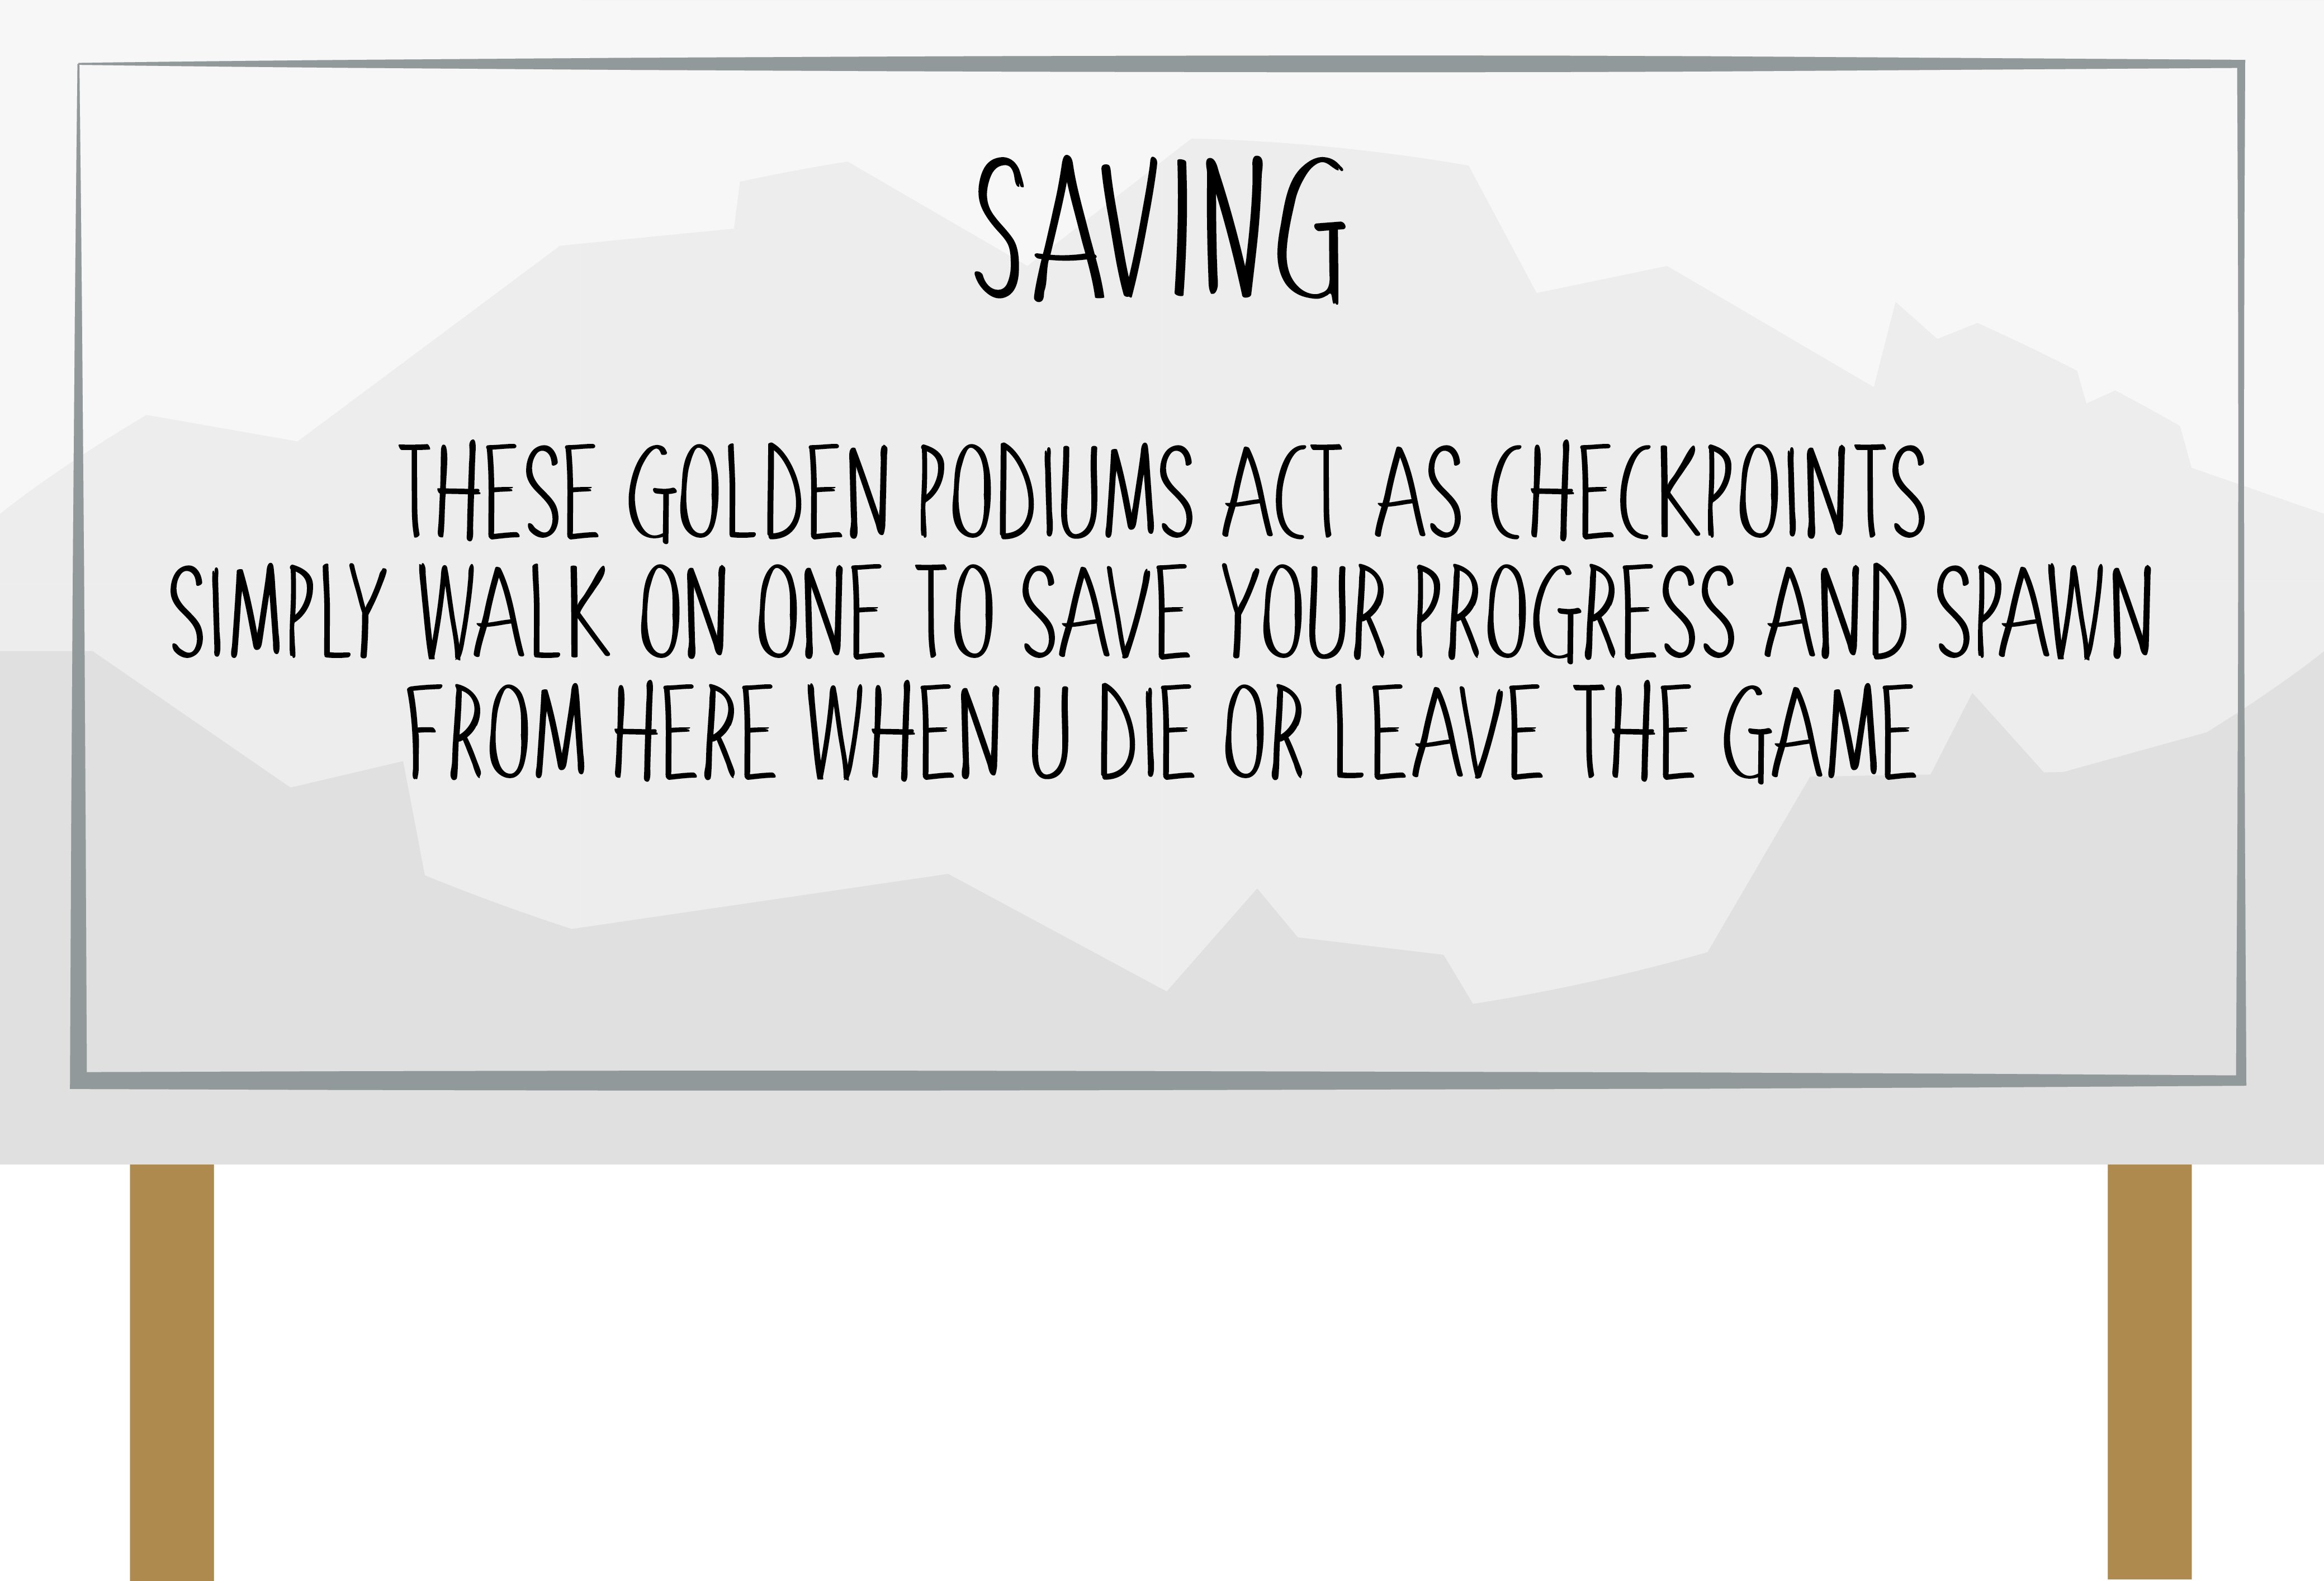 SAVING
THESE GOLDEN PODIUMS ACT AS CHECKPOINTS
SIMPLY WALK ON ONE TO SAVE YOUR PROGRESS AND SPAWN
FROM HERE WHEN U DIE OR LEAVE THE GAME